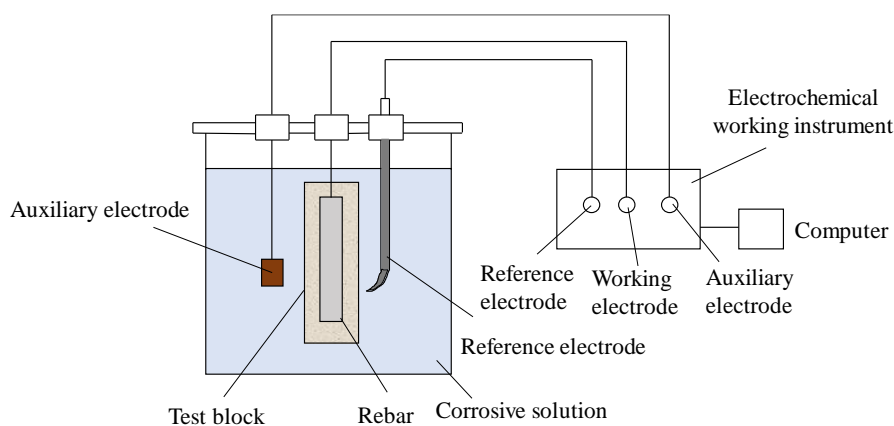 Electrochemical
working instrument
Auxiliary electrode
Computer
Reference
electrode
Working
electrode
Auxiliary
electrode
Reference electrode
Test block
Rebar
Corrosive solution